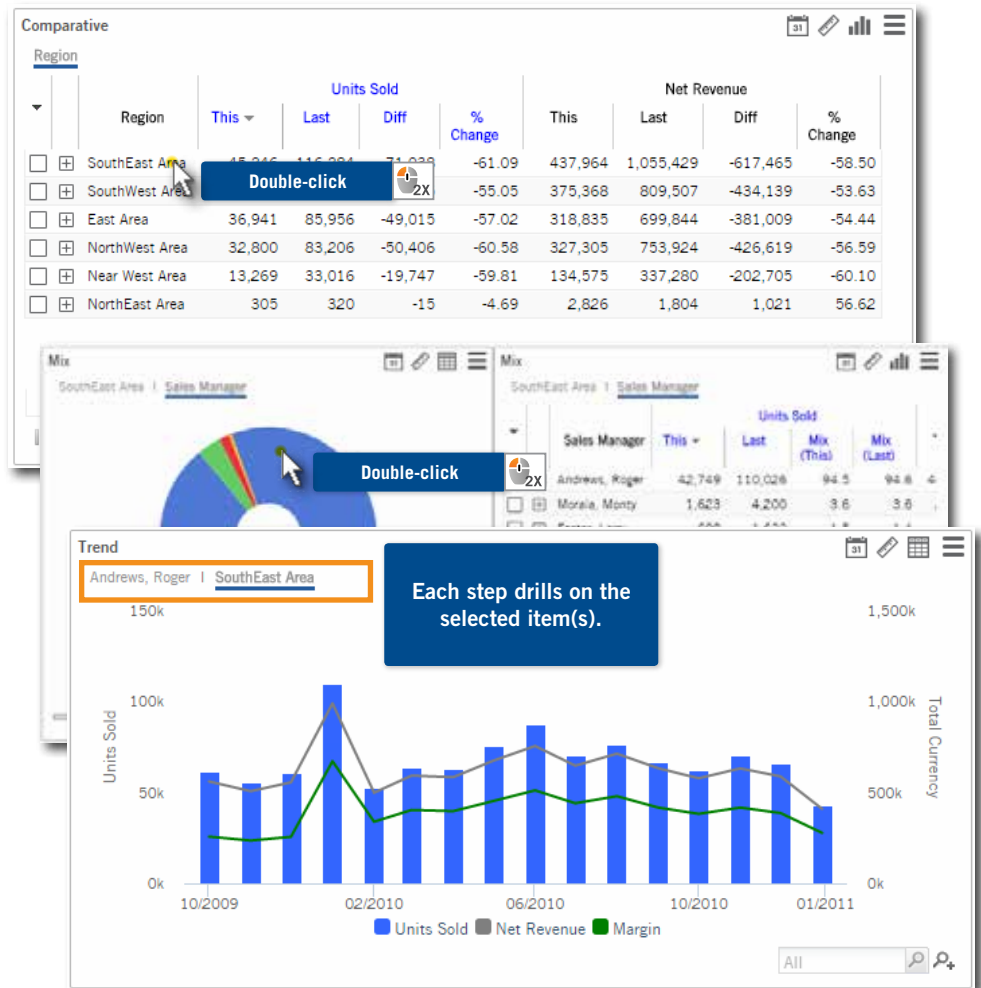 Comparative
31
Region
Units Sold Net Revenue
Region This Last Diff % Change This Last Diff % Change
SouthEast Area 45,246 116,284 -71,038 -61.09 437,964 1,055,429 -617,465 -58.50
Double-click 2X
SouthWest Area -55.05 375,368 809,507 -434,139 -53.63
East Area 36,941 85,956 -49,015 -57.02 318,835 699,844 -381,009 -54.44
NorthWest Area 32,800 83,206 -50,406 -60.58 327,305 753,924 -426,619 -56.59
Near West Area 13,269 33,016 -19,747 -59.81 134,575 337,280 -202,705 -60.10
NorthEast Area 305 320 -15 -4.69 2,826 1,804 1,021 56.62
Mix
SouthEast Area | Sales Manager
Double-click 2X
Mix
SouthEast Area | Sales Manager
Units Sold
Sales Manager This Last Mix (This) Mix (Last)
Andrews, Roger 42,749 110,026 94.5 94.6
Morale, Monty 1,623 4,200 3.6 3.6
Trend
31
Andrews, Roger | SouthEast Area
Each step drills on the
selected item(s).
150k 1,500k
100k 1,000k
50k 500k
0k 0k
Units Sold
Total Currency
10/2009 02/2010 06/2010 10/2010 01/2011
Units Sold Net Revenue Margin
All